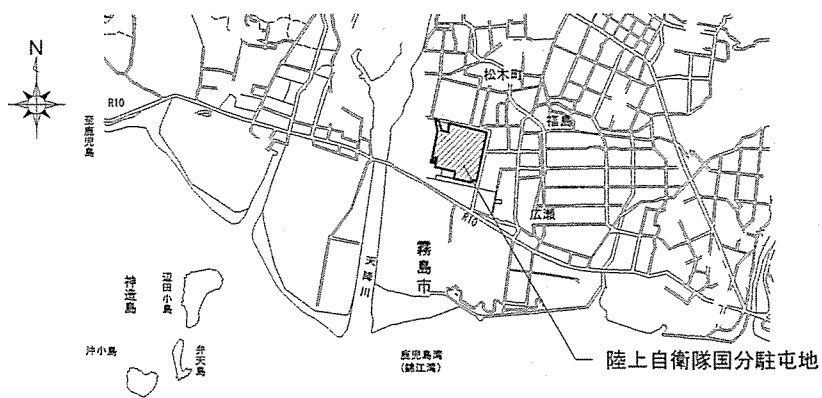 N
R10
至鹿児島
松木町
福島
広瀬
R10
霧島市
天降川
神造島
辺田小島
沖小島
弁天島
鹿児島湾
(錦江湾)
陸上自衛隊国分駐屯地